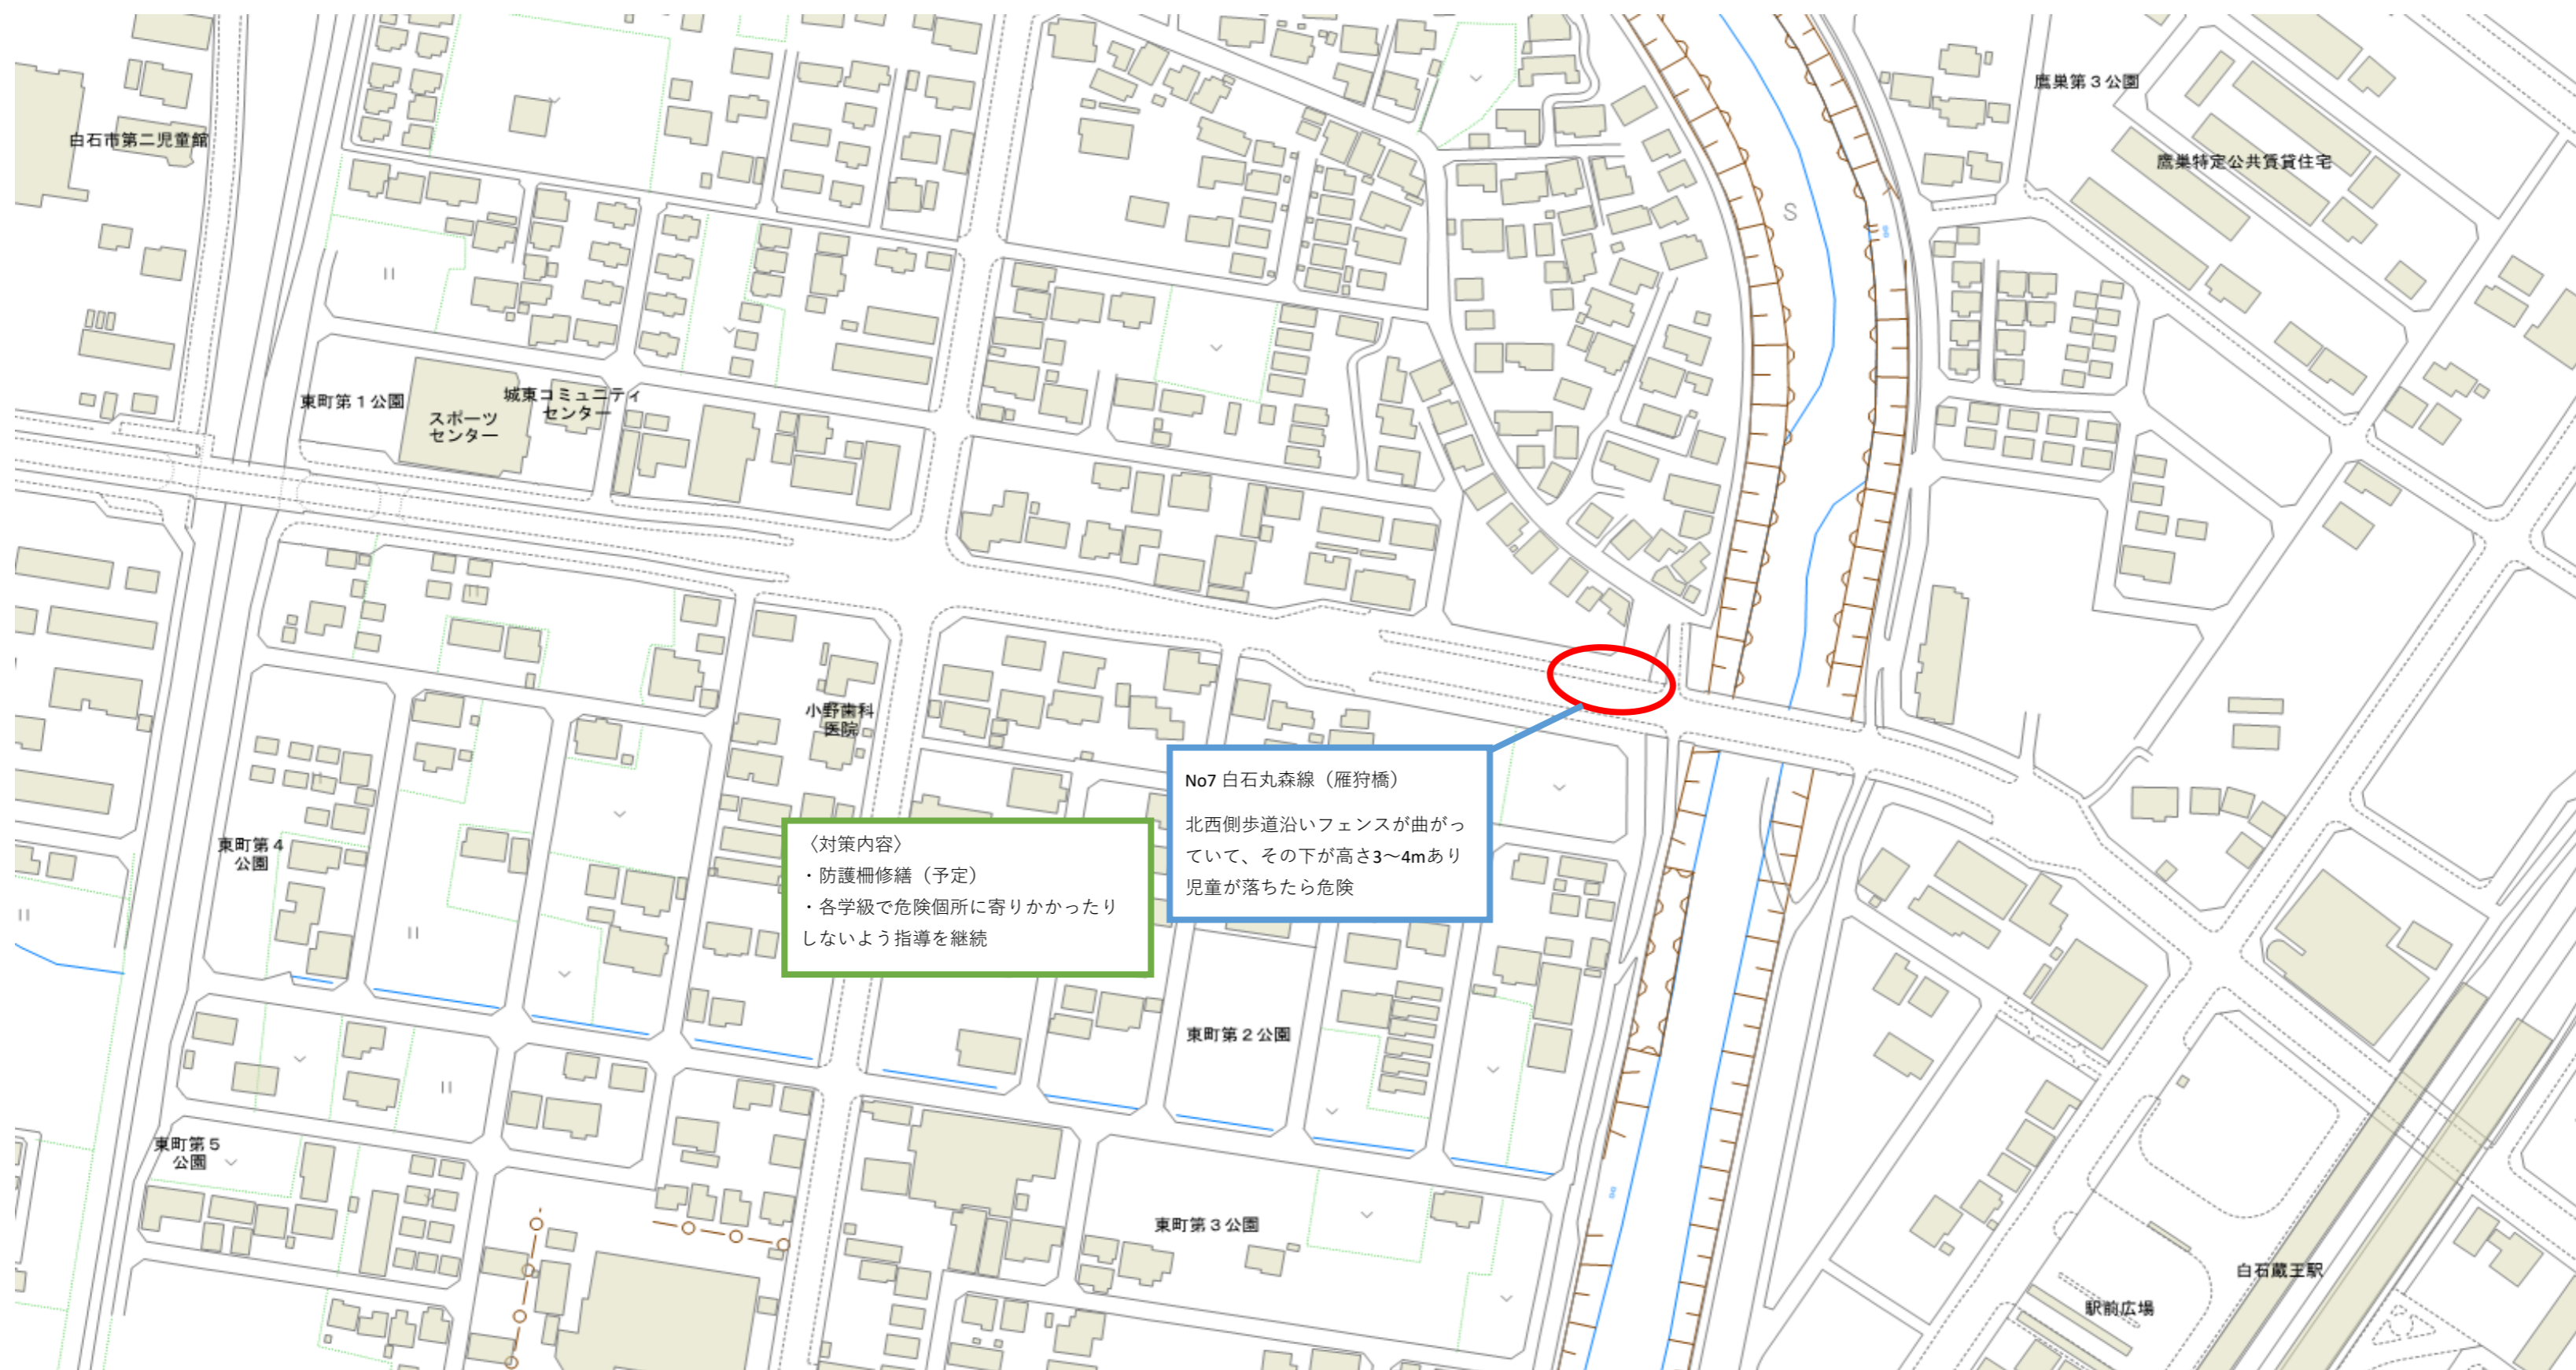 鷹巣第３公園
白石市第二児童館
鷹巣特定公共賃貸住宅
S
東町第１公園
スポーツ
センター
城東コミュニティ
センター
小野歯科
医院
No7 白石丸森線（雁狩橋）
北西側歩道沿いフェンスが曲がっ
ていて、その下が高さ3～4mあり
児童が落ちたら危険
〈対策内容〉
・防護柵修繕（予定）
・各学級で危険個所に寄りかかったり
しないよう指導を継続
東町第４
公園
東町第２公園
東町第５
公園
東町第３公園
白石蔵王駅
駅前広場